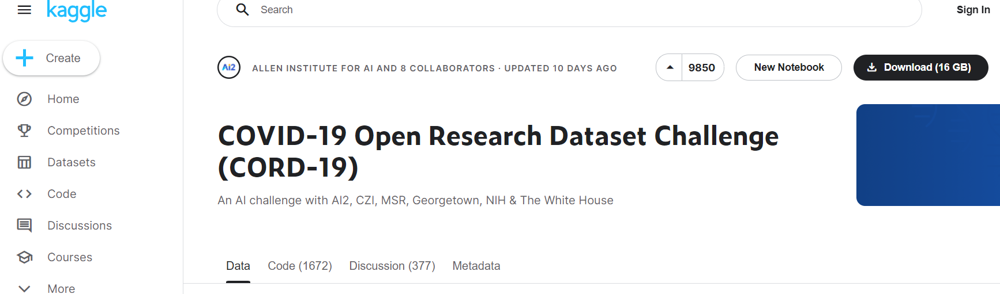 kaggle
Search
Sign In
Create
Ai2
ALLEN INSTITUTE FOR AI AND 8 COLLABORATORS · UPDATED 10 DAYS AGO
9850
New Notebook
Download (16 GB)
Home
Competitions
Datasets
Code
Discussions
Courses
More
COVID-19 Open Research Dataset Challenge
(CORD-19)
An AI challenge with AI2, CZI, MSR, Georgetown, NIH & The White House
Data
Code (1672)
Discussion (377)
Metadata